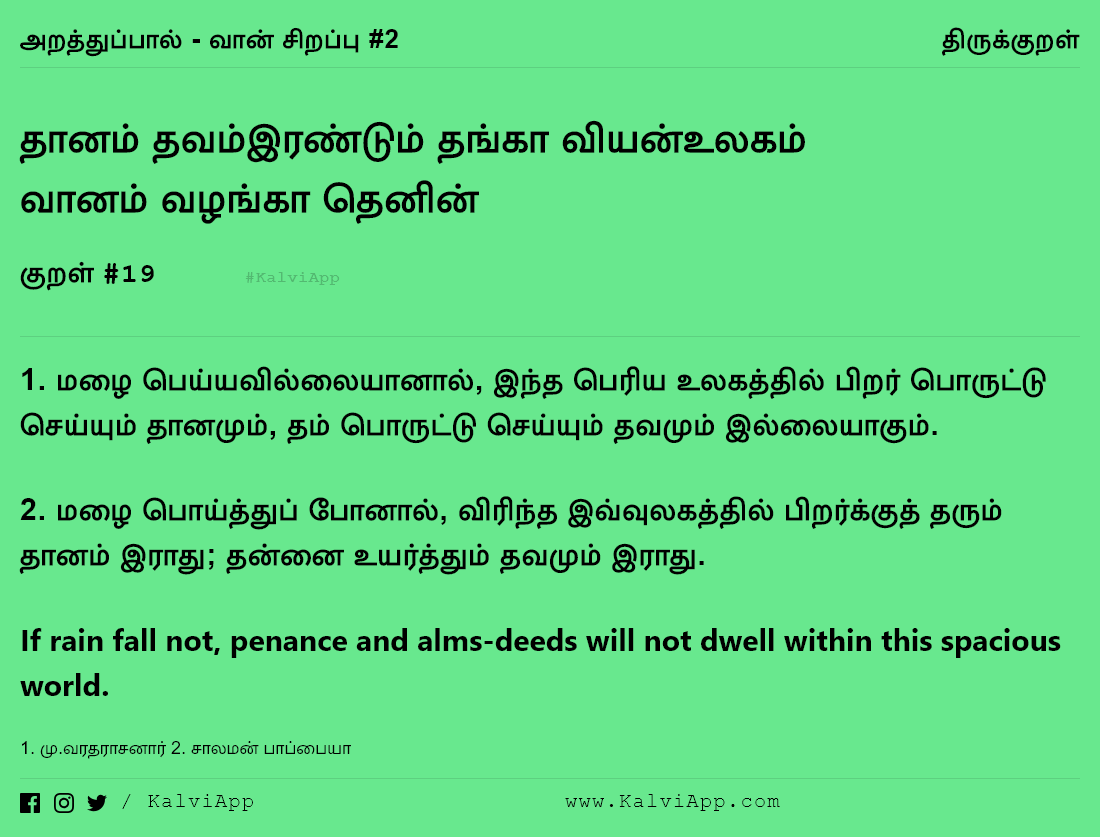 அறத்துப்பால் - வான் சிறப்பு #2
திருக்குறள்
தானம் தவம்இரண்டும் தங்கா வியன்உலகம்
வானம் வழங்கா தெனின்
குறள் #19
#KalviApp
1. மழை பெய்யவில்லையானால், இந்த பெரிய உலகத்தில் பிறர் பொருட்டு
செய்யும் தானமும், தம் பொருட்டு செய்யும் தவமும் இல்லையாகும்.
2. மழை பொய்த்துப் போனால், விரிந்த இவ்வுலகத்தில் பிறர்க்குத் தரும்
தானம் இராது; தன்னை உயர்த்தும் தவமும் இராது.
If rain fall not, penance and alms-deeds will not dwell within this spacious
world.
1. மு.வரதராசனார் 2. சாலமன் பாப்பையா
/ KalviApp
www.KalviApp.com